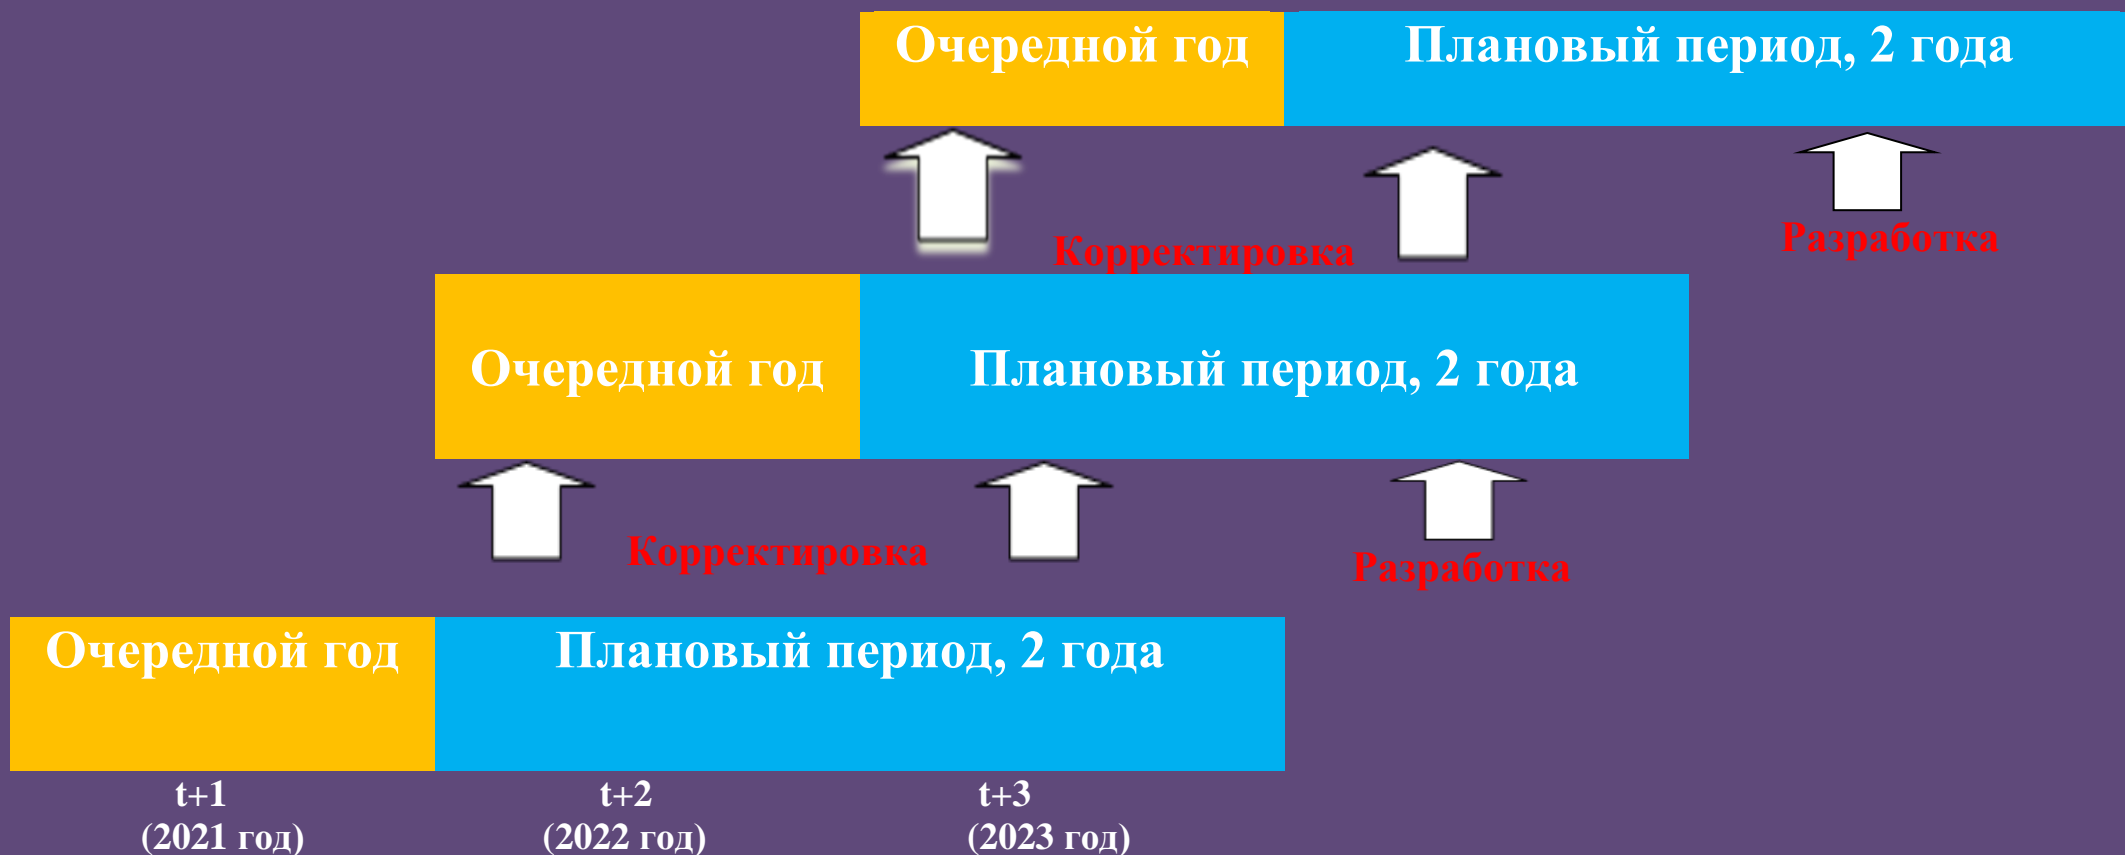 Очередной год
Плановый период, 2 года
Корректировка
Разработка
Очередной год
Плановый период, 2 года
Корректировка
Разработка
Очередной год
Плановый период, 2 года
t+1
(2021 год)
t+2
(2022 год)
t+3
(2023 год)